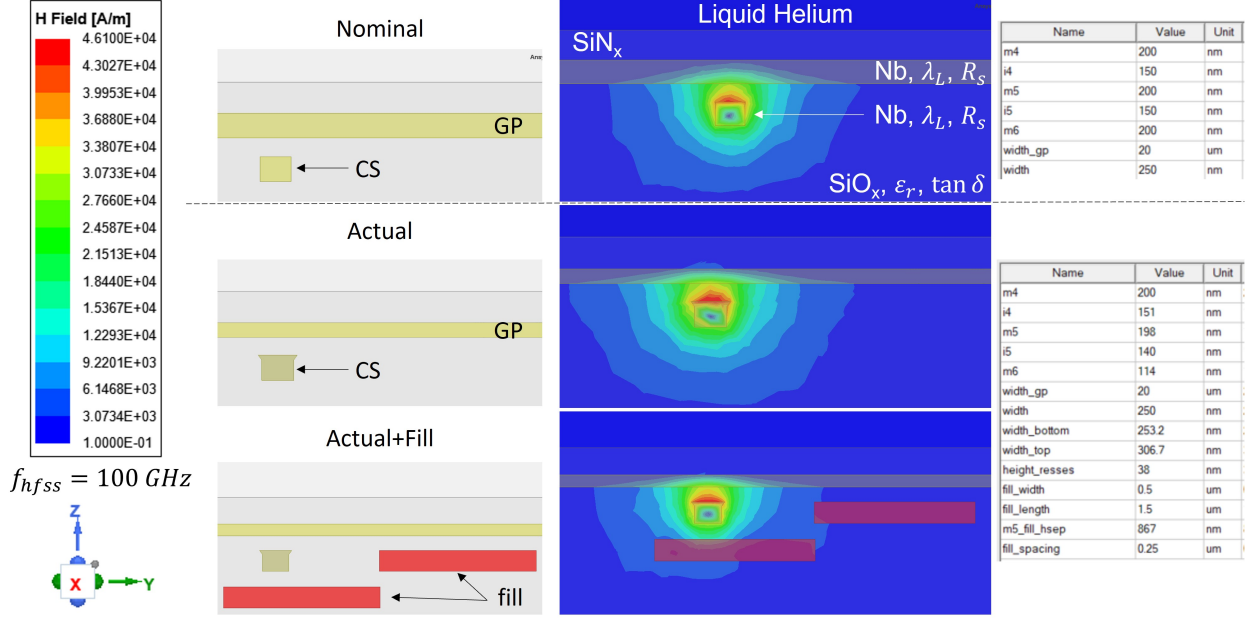 H Field [A/m]
4.6100E+04
4.3027E+04
3.9953E+04
3.6880E+04
3.3807E+04
3.0733E+04
2.7660E+04
2.4587E+04
2.1513E+04
1.8440E+04
1.5367E+04
1.2293E+04
9.2201E+03
6.1468E+03
3.0734E+03
1.0000E-01
f_hfss = 100 GHz
Z
X
Y
Nominal
GP
CS
Liquid Helium
SiNₓ
Nb, λ_L, R_s
Nb, λ_L, R_s
SiOₓ, ε_r, tan δ
Name Value Unit
m4 200 nm
i4 150 nm
m5 200 nm
i5 150 nm
m6 200 nm
width_gp 20 um
width 250 nm
Actual
GP
CS
Name Value Unit
m4 200 nm
i4 151 nm
m5 198 nm
i5 140 nm
m6 114 nm
width_gp 20 um
width 250 nm
width_bottom 253.2 nm
width_top 306.7 nm
height_resses 38 nm
fill_width 0.5 um
fill_length 1.5 um
m5_fill_hsep 867 nm
fill_spacing 0.25 um
Actual+Fill
fill